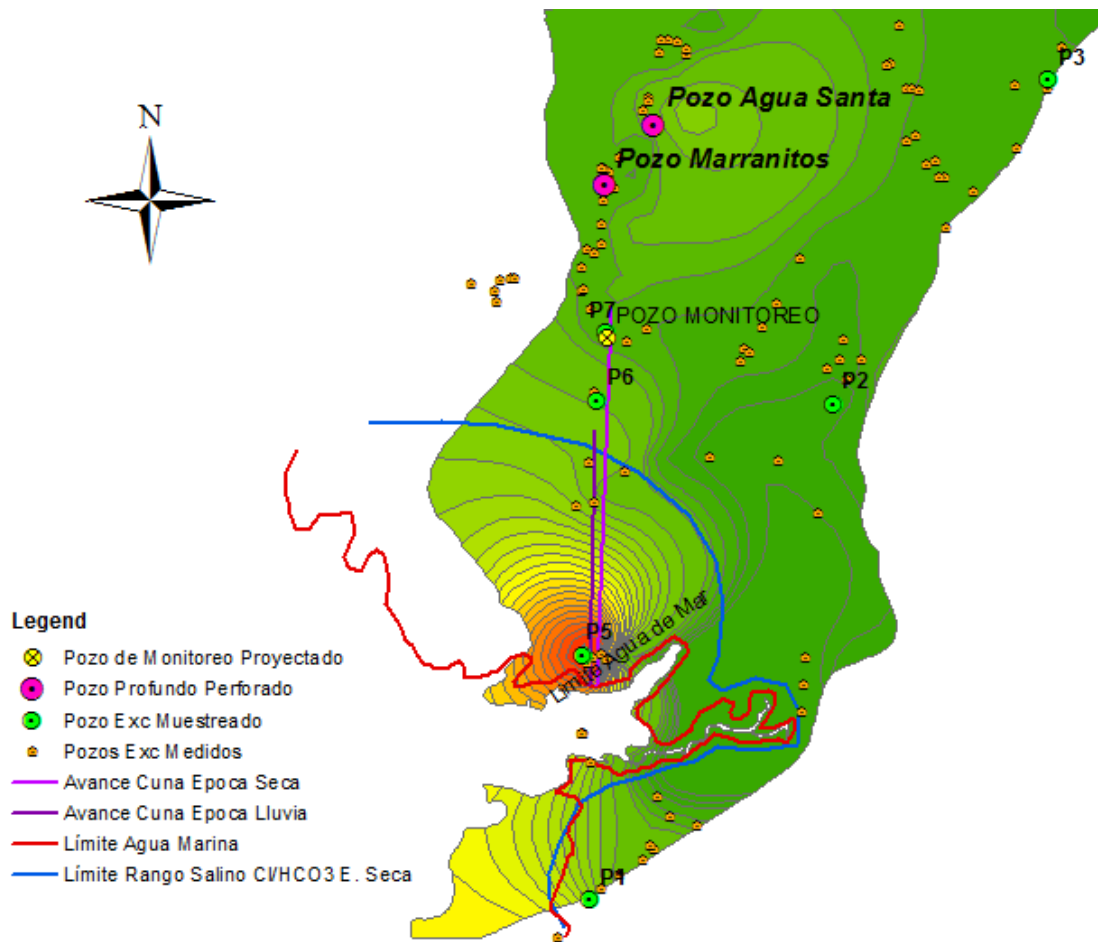 N
P3
Pozo Agua Santa
Pozo Marranitos
P7
POZO MONITOREO
P6
P2
P5
Límite Agua de Mar
P1
Legend
Pozo de Monitoreo Proyectado
Pozo Profundo Perforado
Pozo Exc Muestreado
Pozos Exc Medidos
Avance Cuna Epoca Seca
Avance Cuna Epoca Lluvia
Límite Agua Marina
Límite Rango Salino Cl/HCO3 E. Seca